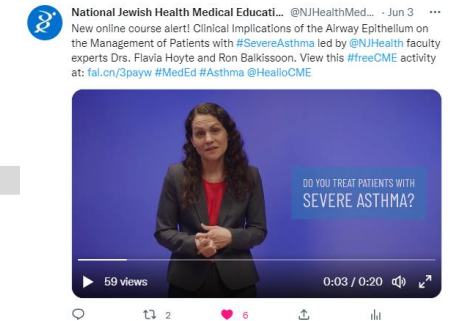 National Jewish Health Medical Educati... @NJHealthMed... · Jun 3 ...
New online course alert! Clinical Implications of the Airway Epithelium on
the Management of Patients with #SevereAsthma led by @NJHealth faculty
experts Drs. Flavia Hoyte and Ron Balkissoon. View this #freeCME activity
at: fal.cn/3payw #MedEd #Asthma @HealioCME
DO YOU TREAT PATIENTS WITH
SEVERE ASTHMA?
59 views 0:03 / 0:20
2 6